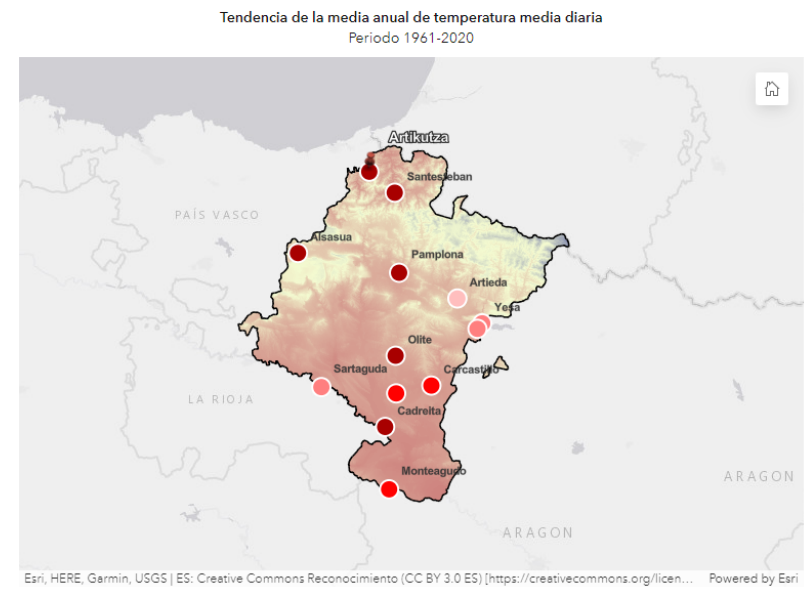 Tendencia de la media anual de temperatura media diaria
Periodo 1961-2020
Artikutza
Santesteban
PAÍS VASCO
Alsasua
Pamplona
Artieda
Yesa
Olite
Sartaguda
Carcastillo
LA RIOJA
Cadreita
Monteagudo
ARAGON
ARAGON
Esri, HERE, Garmin, USGS | ES: Creative Commons Reconocimiento (CC BY 3.0 ES) [https://creativecommons.org/licen... Powered by Esri